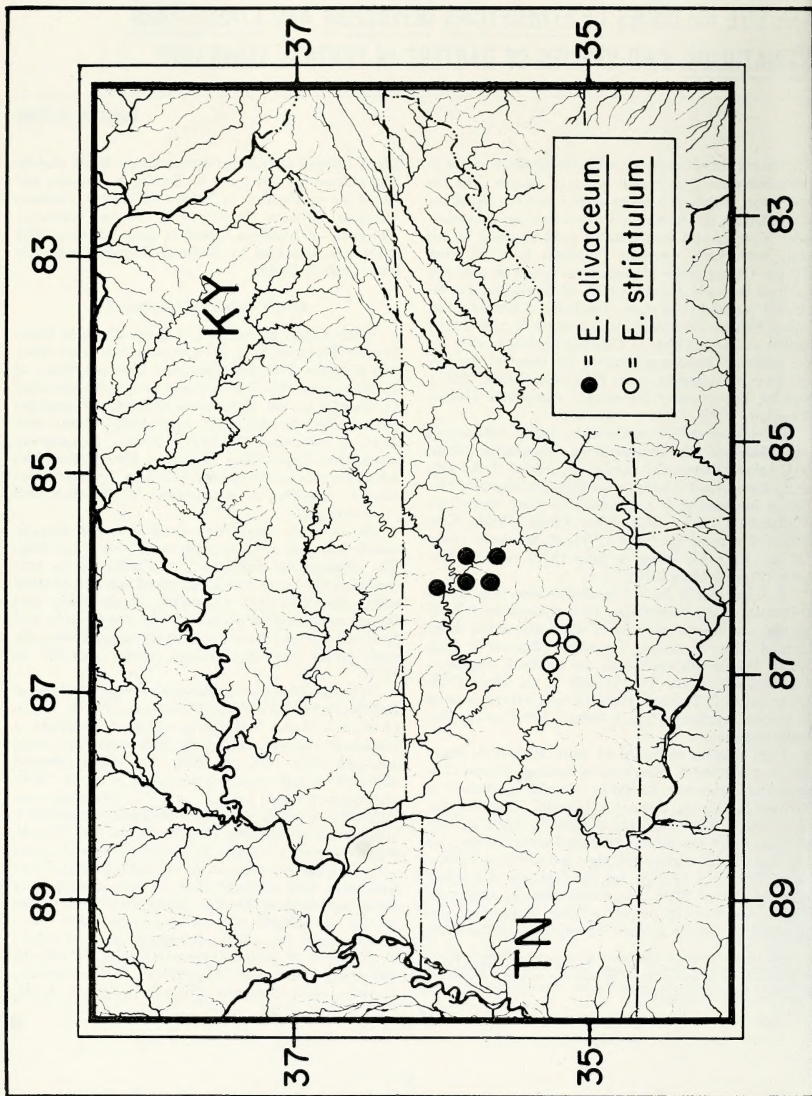 89 87 85 83
KY
37 37
TN
● = E. olivaceum
○ = E. striatulum
35 35
89 87 85 83